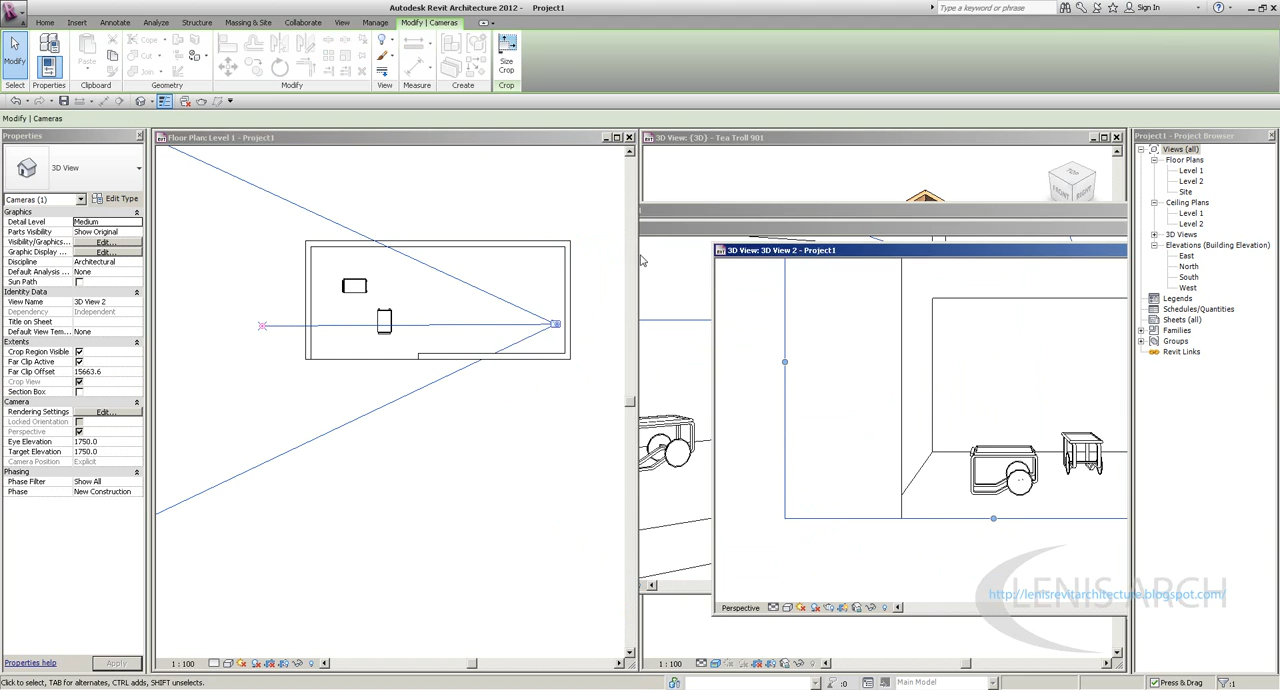 Autodesk Revit Architecture 2012 - Project1
Type a keyword or phrase
Sign In
Home
Insert
Annotate
Analyze
Structure
Massing & Site
Collaborate
View
Manage
Modify | Cameras
Modify
Paste
Cope
Cut
Join
Size
Crop
Select
Properties
Clipboard
Geometry
Modify
View
Measure
Create
Crop
Modify | Cameras
Properties
3D View
Cameras (1)
Edit Type
Graphics
Detail Level Medium
Parts Visibility Show Original
Visibility/Graphics... Edit...
Graphic Display ... Edit...
Discipline Architectural
Default Analysis ... None
Sun Path
Identity Data
View Name 3D View 2
Dependency Independent
Title on Sheet
Default View Tem... None
Extents
Crop Region Visible
Far Clip Active
Far Clip Offset 15663.6
Crop View
Section Box
Camera
Rendering Settings Edit...
Locked Orientation
Perspective
Eye Elevation 1750.0
Target Elevation 1750.0
Camera Position Explicit
Phasing
Phase Filter Show All
Phase New Construction
Properties help
Apply
Floor Plan: Level 1 - Project1
1 : 100
3D View: {3D} - Tea Troll 901
TOP
FRONT
RIGHT
3D View: 3D View 2 - Project1
Perspective
1 : 100
Project1 - Project Browser
Views (all)
Floor Plans
Level 1
Level 2
Site
Ceiling Plans
Level 1
Level 2
3D Views
Elevations (Building Elevation)
East
North
South
West
Legends
Schedules/Quantities
Sheets (all)
Families
Groups
Revit Links
LENIS ARCH
http://lenisrevitarchitecture.blogspot.com/
Click to select, TAB for alternates, CTRL adds, SHIFT unselects.
:0
Main Model
Press & Drag
:1